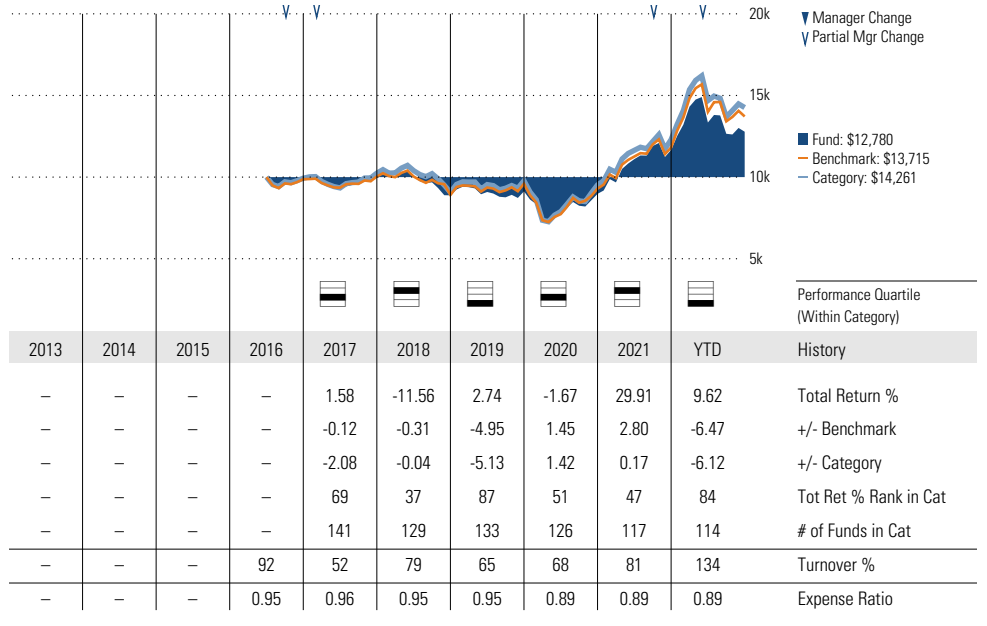 20k
Manager Change
Partial Mgr Change
15k
Fund: $12,780
Benchmark: $13,715
10k
Category: $14,261
5k
Performance Quartile
(Within Category)
2013 2014 2015 2016 2017 2018 2019 2020 2021 YTD History
– – – – 1.58 -11.56 2.74 -1.67 29.91 9.62 Total Return %
– – – – -0.12 -0.31 -4.95 1.45 2.80 -6.47 +/- Benchmark
– – – – -2.08 -0.04 -5.13 1.42 0.17 -6.12 +/- Category
– – – – 69 37 87 51 47 84 Tot Ret % Rank in Cat
– – – – 141 129 133 126 117 114 # of Funds in Cat
– – – 92 52 79 65 68 81 134 Turnover %
– – – 0.95 0.96 0.95 0.95 0.89 0.89 0.89 Expense Ratio